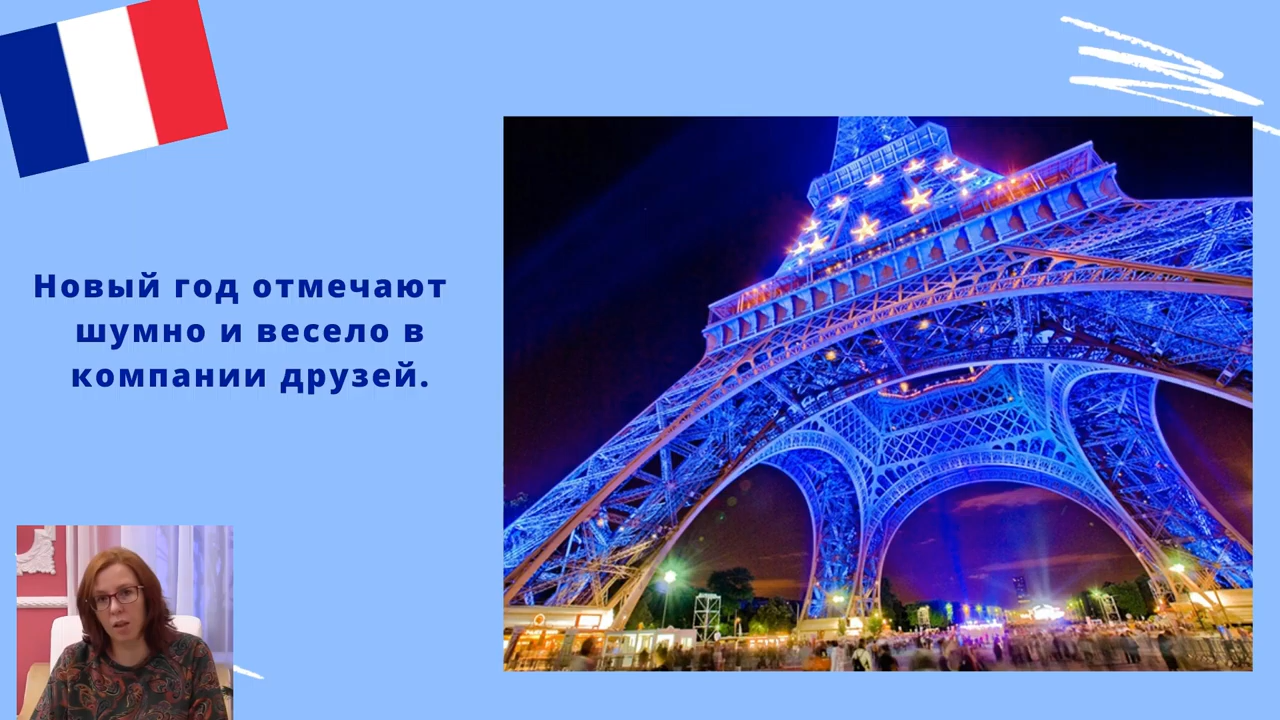 Новый год отмечают
шумно и весело в
компании друзей.